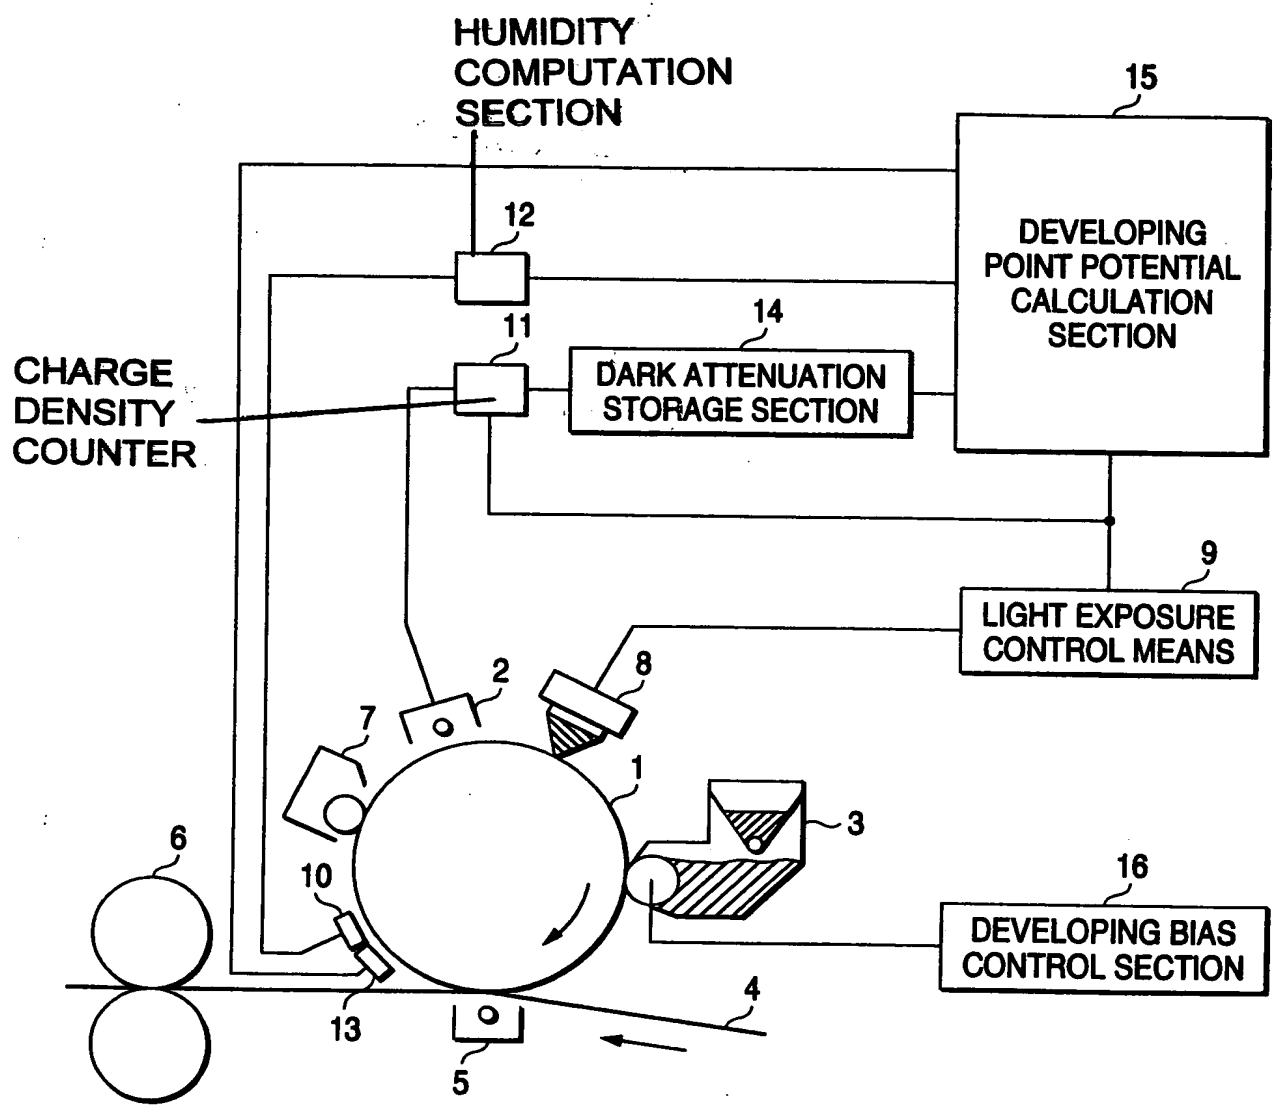 HUMIDITY
COMPUTATION
SECTION
15
12
DEVELOPING
POINT POTENTIAL
CALCULATION
SECTION
11
14
CHARGE
DENSITY
COUNTER
DARK ATTENUATION
STORAGE SECTION
9
LIGHT EXPOSURE
CONTROL MEANS
2
8
7
1
3
6
10
16
DEVELOPING BIAS
CONTROL SECTION
13
4
5